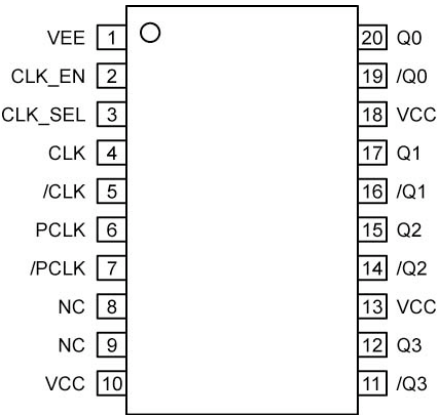 VEE 1 20 Q0
CLK_EN 2 19 /Q0
CLK_SEL 3 18 VCC
CLK 4 17 Q1
/CLK 5 16 /Q1
PCLK 6 15 Q2
/PCLK 7 14 /Q2
NC 8 13 VCC
NC 9 12 Q3
VCC 10 11 /Q3